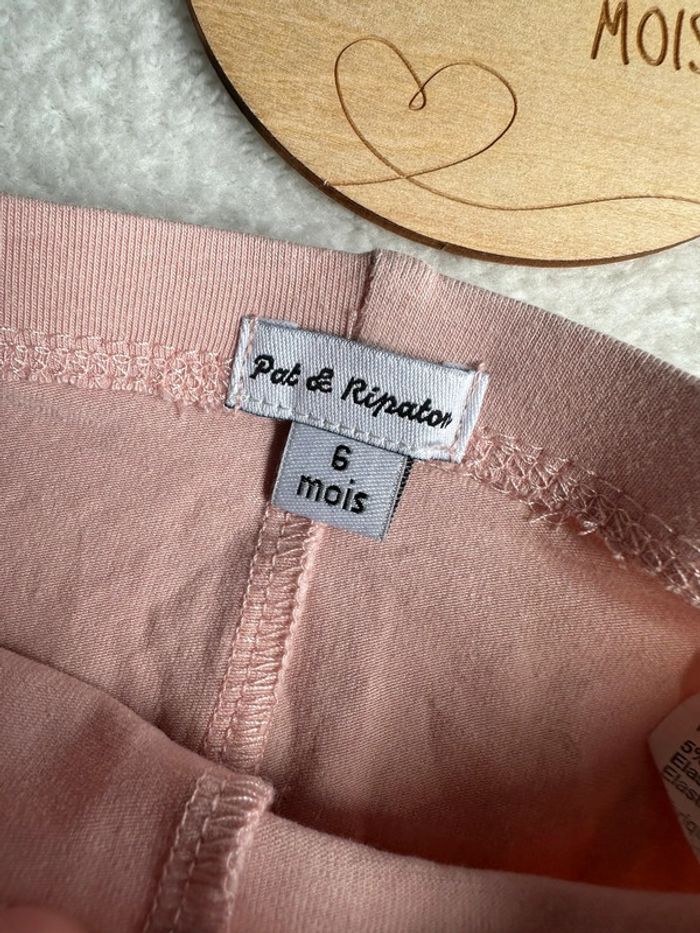 MOIS
Pat & Ripaton
6
mois